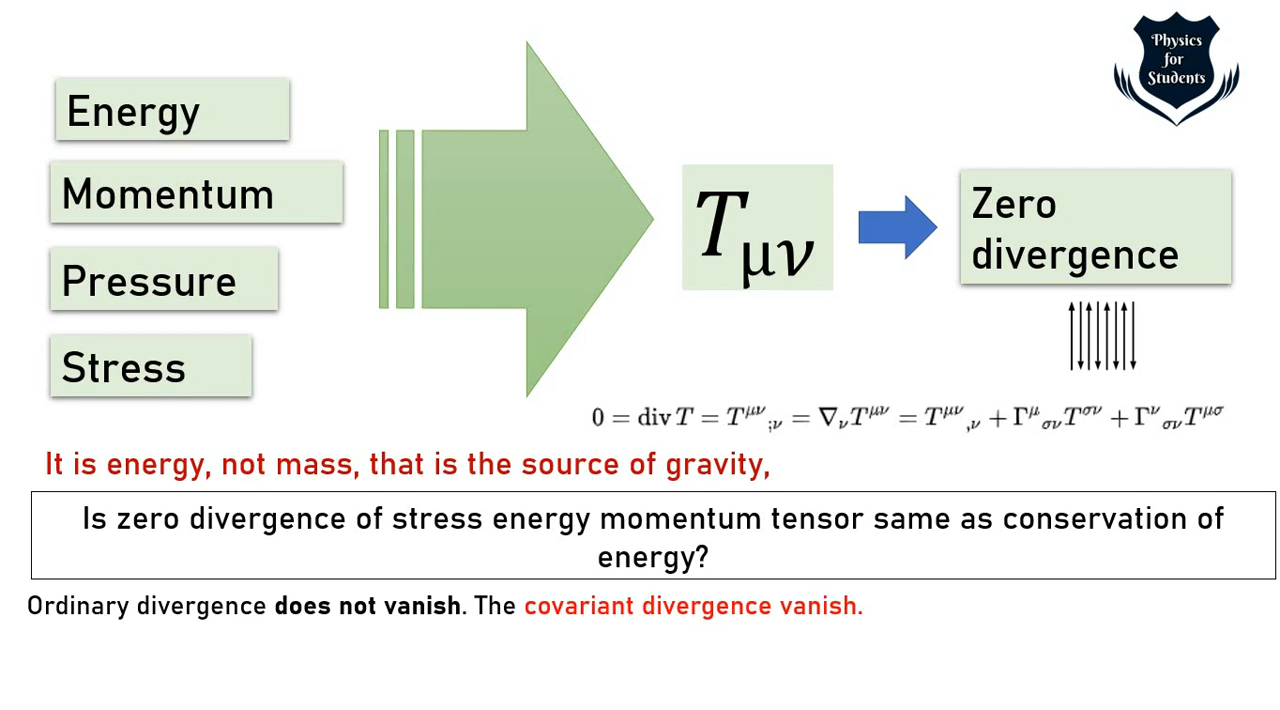 Physics
for
Students
Energy
Momentum
Pressure
Stress
T_μν
Zero
divergence
0 = div T = T^{μν}_{;ν} = ∇_ν T^{μν} = T^{μν}_{,ν} + Γ^μ_{σν} T^{σν} + Γ^ν_{σν} T^{μσ}
It is energy, not mass, that is the source of gravity,
Is zero divergence of stress energy momentum tensor same as conservation of
energy?
Ordinary divergence does not vanish. The covariant divergence vanish.